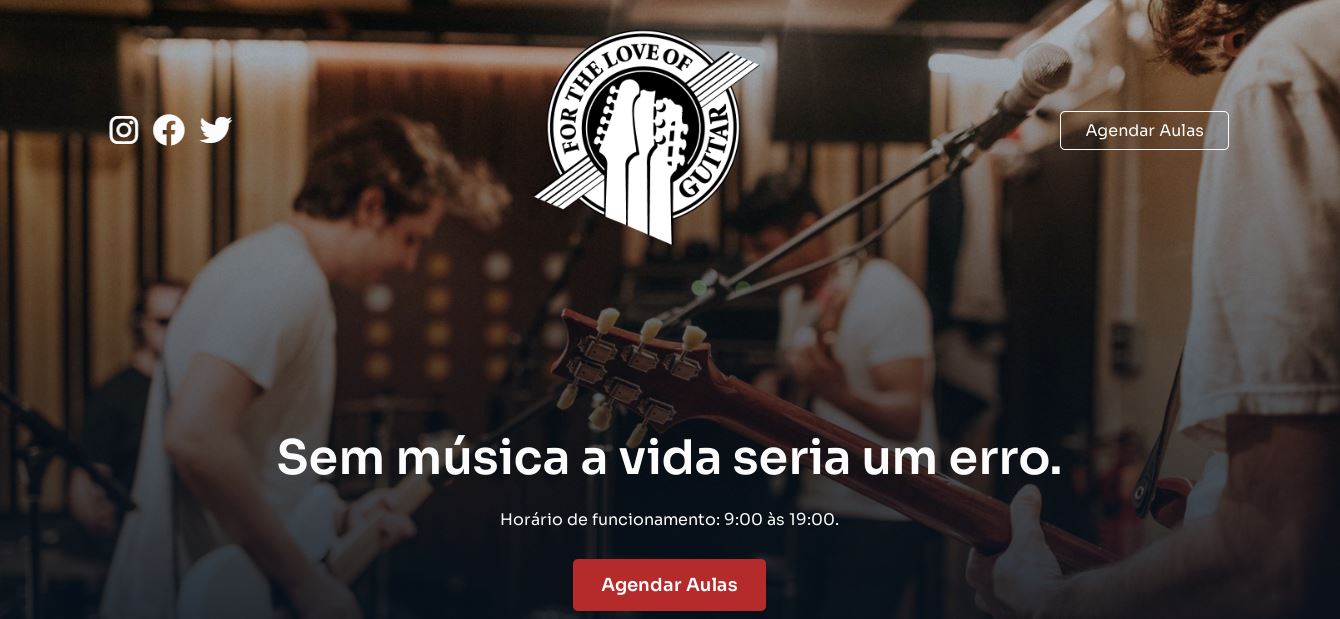 FOR THE LOVE OF
GUITAR
Agendar Aulas
Sem música a vida seria um erro.
Horário de funcionamento: 9:00 às 19:00.
Agendar Aulas